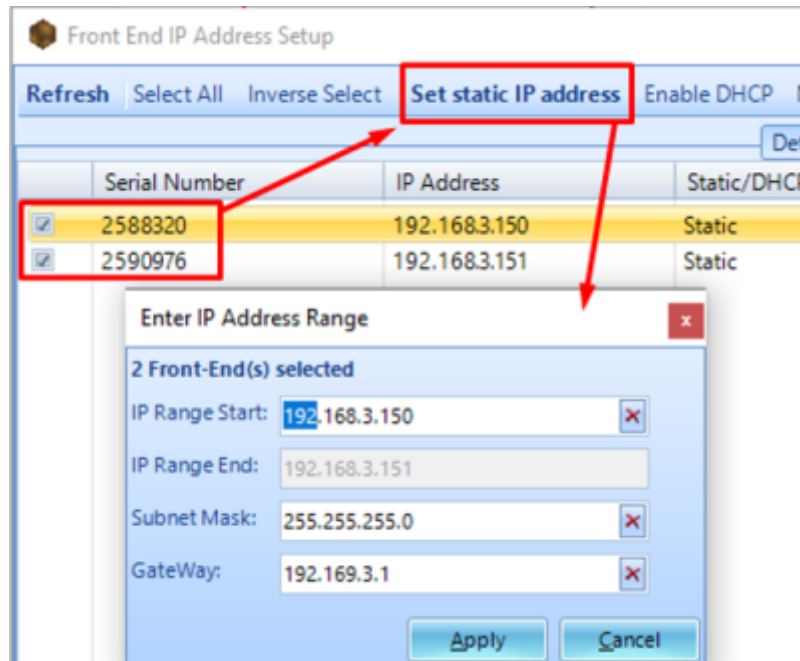 Front End IP Address Setup
Refresh Select All Inverse Select Set static IP address Enable DHCP
Serial Number IP Address Static/DHCP
2588320 192.168.3.150 Static
2590976 192.168.3.151 Static
Enter IP Address Range x
2 Front-End(s) selected
IP Range Start: 192.168.3.150
IP Range End: 192.168.3.151
Subnet Mask: 255.255.255.0
GateWay: 192.169.3.1
Apply Cancel